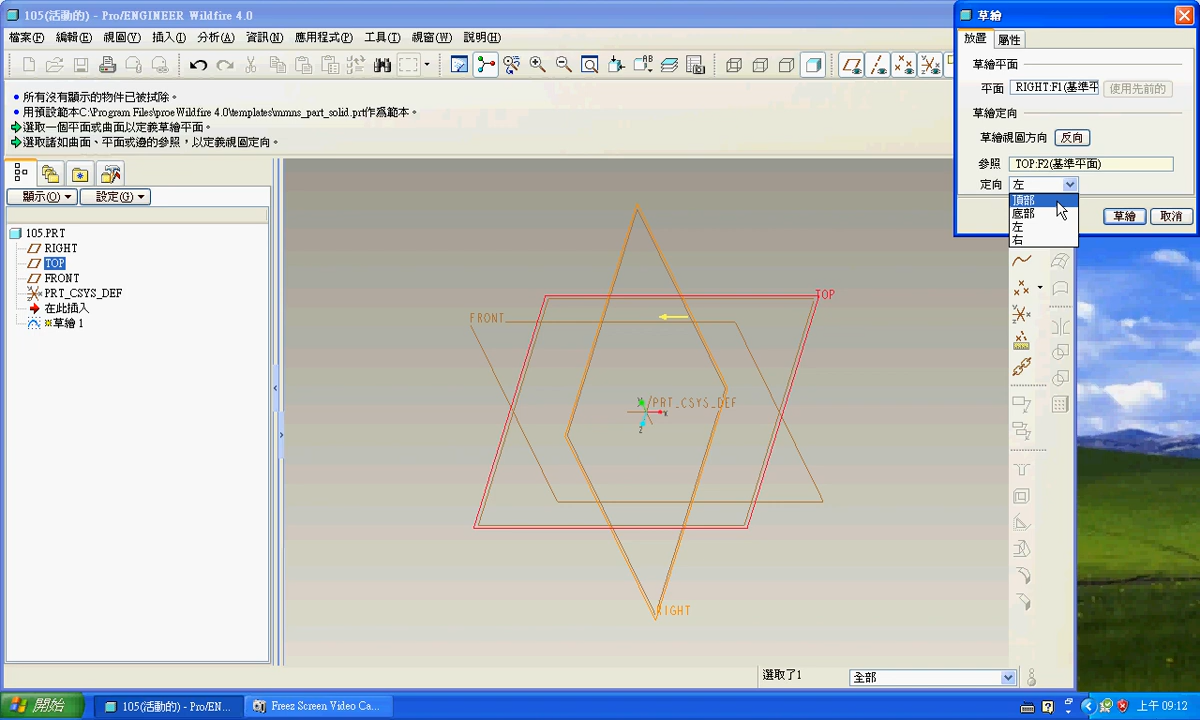 105(活動的) - Pro/ENGINEER Wildfire 4.0
檔案(F) 編輯(E) 視圖(V) 插入(I) 分析(A) 資訊(N) 應用程式(P) 工具(T) 視窗(W) 說明(H)
所有沒有顯示的物件已被拭除。
用預設範本C:\Program Files\proeWildfire 4.0\templates\mmns_part_solid.prt作爲範本。
選取一個平面或曲面以定義草繪平面。
選取諸如曲面、平面或邊的參照，以定義視圖定向。
顯示(O) 設定(G)
105.PRT
RIGHT
TOP
FRONT
PRT_CSYS_DEF
在此插入
草繪 1
TOP
FRONT
PRT_CSYS_DEF
X
Z
RIGHT
草繪
放置 屬性
草繪平面
平面 RIGHT:F1(基準平 使用先前的
草繪定向
草繪視圖方向 反向
參照 TOP:F2(基準平面)
定向 左
頂部
底部
左
右
草繪 取消
選取了1 全部
開始 105(活動的) - Pro/EN... Freez Screen Video Ca... 上午 09:12